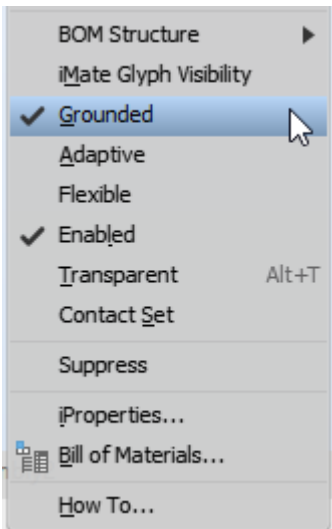 BOM Structure
iMate Glyph Visibility
Grounded
Adaptive
Flexible
Enabled
Transparent Alt+T
Contact Set
Suppress
iProperties...
Bill of Materials...
How To...